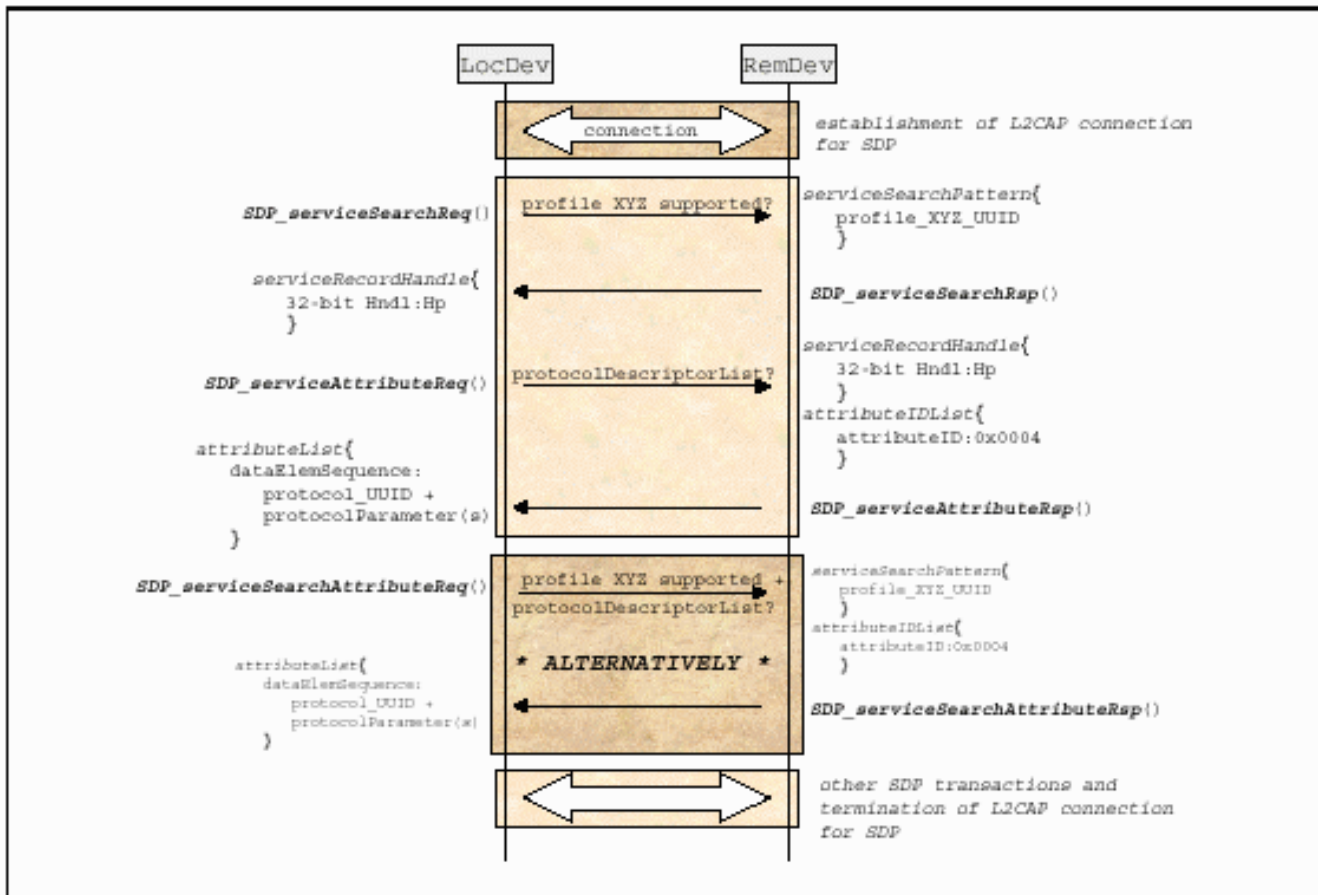 LocDev
RemDev
connection
establishment of L2CAP connection
for SDP
SDP_serviceSearchReq()
profile XYZ supported?
serviceSearchPattern{
profile_XYZ_UUID
}
serviceRecordHandle{
32-bit Hndl:Hp
}
SDP_serviceSearchRsp()
SDP_serviceAttributeReq()
protocolDescriptorList?
serviceRecordHandle{
32-bit Hndl:Hp
}
attributeIDList{
attributeID:0x0004
}
attributeList{
dataElemSequence:
protocol_UUID +
protocolParameter(s)
}
SDP_serviceAttributeRsp()
SDP_serviceSearchAttributeReq()
profile XYZ supported +
protocolDescriptorList?
serviceSearchPattern{
profile_XYZ_UUID
}
attributeIDList{
attributeID:0x0004
}
* ALTERNATIVELY *
attributeList{
dataElemSequence:
protocol_UUID +
protocolParameter(s)
}
SDP_serviceSearchAttributeRsp()
other SDP transactions and
termination of L2CAP connection
for SDP